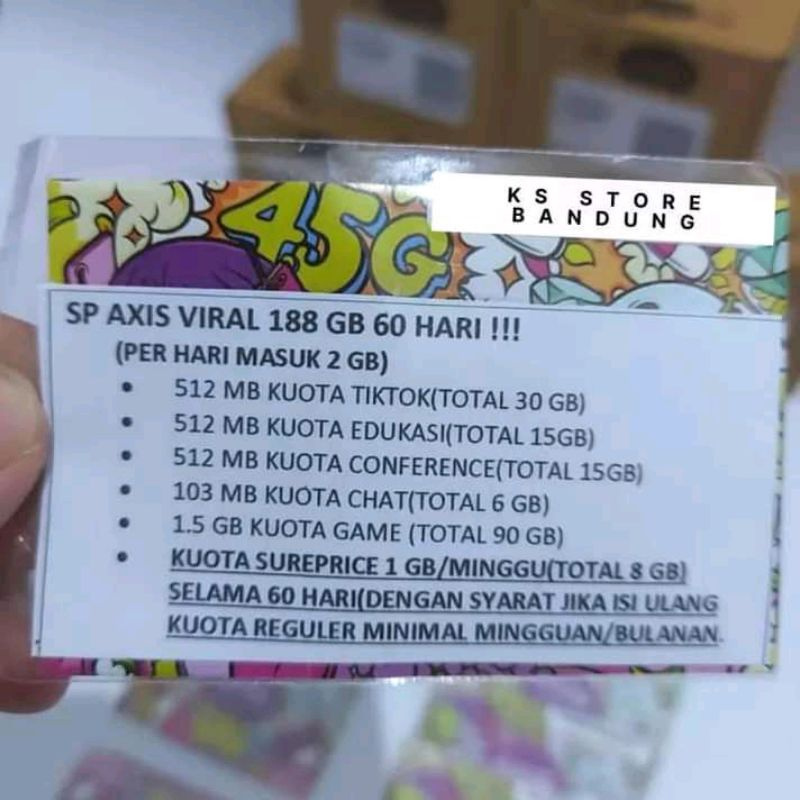 KS STORE
BANDUNG
45G
SP AXIS VIRAL 188 GB 60 HARI !!!
(PER HARI MASUK 2 GB)
• 512 MB KUOTA TIKTOK(TOTAL 30 GB)
• 512 MB KUOTA EDUKASI(TOTAL 15GB)
• 512 MB KUOTA CONFERENCE(TOTAL 15GB)
• 103 MB KUOTA CHAT(TOTAL 6 GB)
• 1.5 GB KUOTA GAME (TOTAL 90 GB)
• KUOTA SUREPRICE 1 GB/MINGGU(TOTAL 8 GB)
SELAMA 60 HARI(DENGAN SYARAT JIKA ISI ULANG
KUOTA REGULER MINIMAL MINGGUAN/BULANAN.